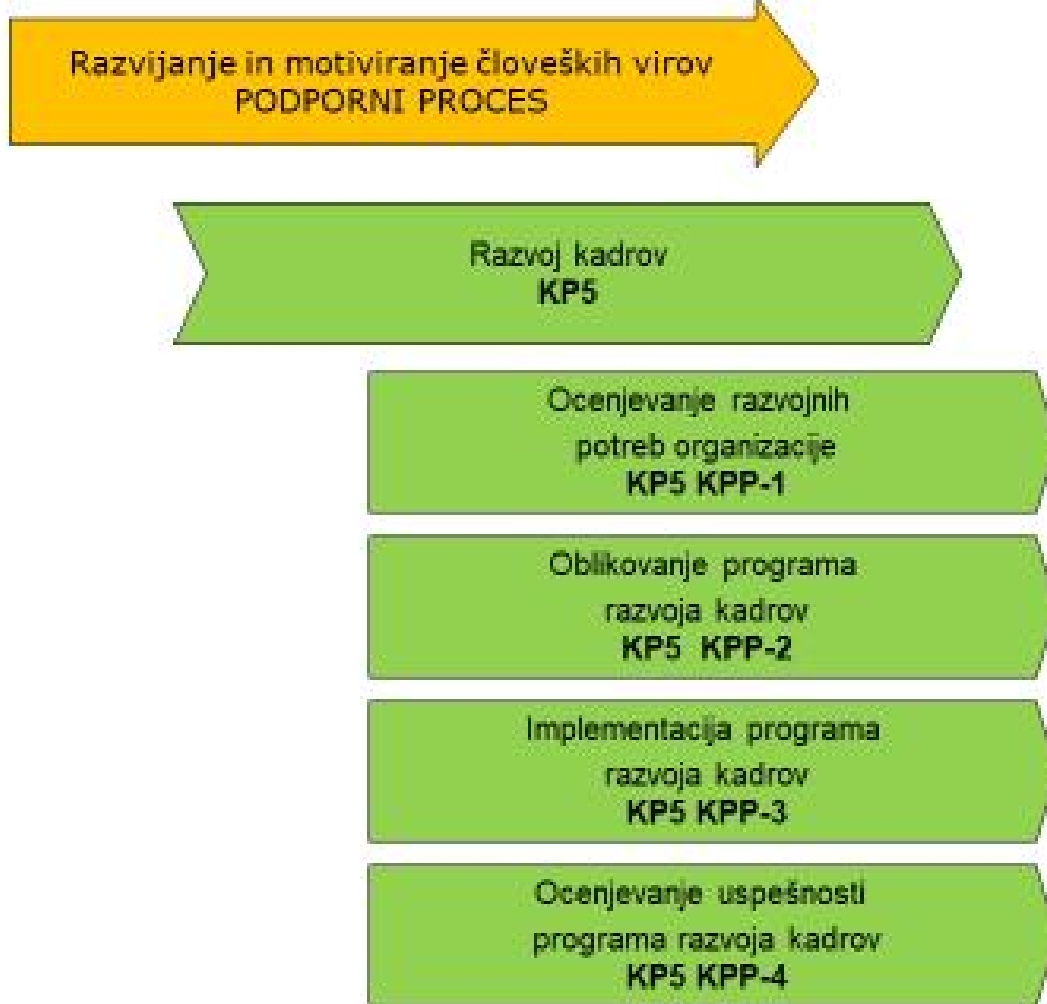 Razvijanje in motiviranje človeških virov
PODPORNI PROCES
Razvoj kadrov
KP5
Ocenjevanje razvojnih
potreb organizacije
KP5 KPP-1
Oblikovanje programa
razvoja kadrov
KP5 KPP-2
Implementacija programa
razvoja kadrov
KP5 KPP-3
Ocenjevanje uspešnosti
programa razvoja kadrov
KP5 KPP-4